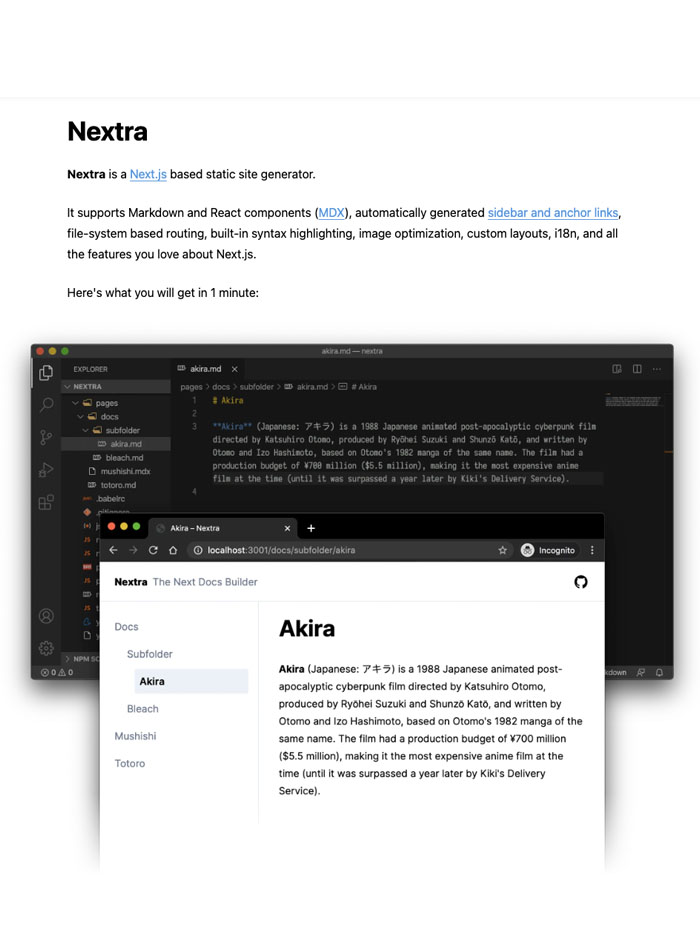 Nextra
Nextra is a Next.js based static site generator.
It supports Markdown and React components (MDX), automatically generated sidebar and anchor links,
file-system based routing, built-in syntax highlighting, image optimization, custom layouts, i18n, and all
the features you love about Next.js.
Here's what you will get in 1 minute:
akira.md — nextra
EXPLORER
akira.md
NEXTRA
pages > docs > subfolder > akira.md > # Akira
pages
docs
subfolder
akira.md
bleach.md
mushishi.mdx
totoro.md
.babelrc
.gitignore
1 # Akira
2
3 **Akira** (Japanese: アキラ) is a 1988 Japanese animated post-apocalyptic cyberpunk film
directed by Katsuhiro Otomo, produced by Ryōhei Suzuki and Shunzō Katō, and written by
Otomo and Izo Hashimoto, based on Otomo's 1982 manga of the same name. The film had a
production budget of ¥700 million ($5.5 million), making it the most expensive anime
film at the time (until it was surpassed a year later by Kiki's Delivery Service).
4
NPM SC
0 0
kdown
Akira – Nextra
localhost:3001/docs/subfolder/akira
Incognito
Nextra The Next Docs Builder
Docs
Subfolder
Akira
Bleach
Mushishi
Totoro
Akira
Akira (Japanese: アキラ) is a 1988 Japanese animated post-
apocalyptic cyberpunk film directed by Katsuhiro Otomo,
produced by Ryōhei Suzuki and Shunzō Katō, and written by
Otomo and Izo Hashimoto, based on Otomo's 1982 manga of the
same name. The film had a production budget of ¥700 million
($5.5 million), making it the most expensive anime film at the
time (until it was surpassed a year later by Kiki's Delivery
Service).